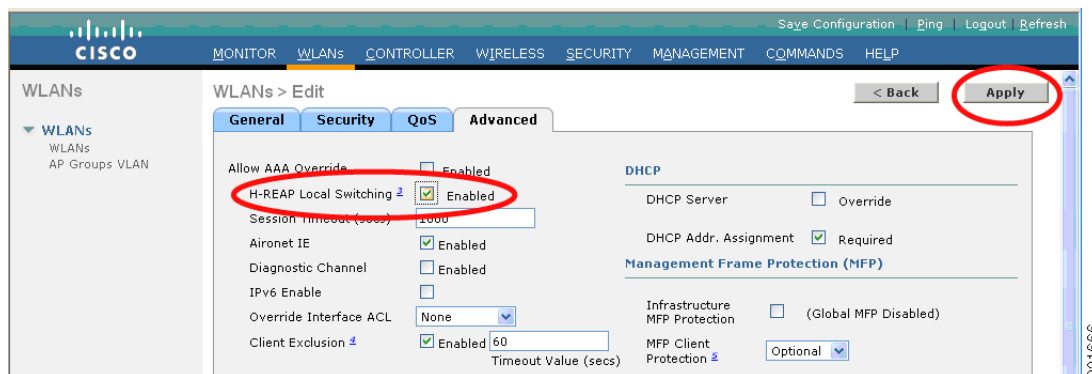 Save Configuration | Ping | Logout | Refresh
CISCO
MONITOR WLANs CONTROLLER WIRELESS SECURITY MANAGEMENT COMMANDS HELP
WLANs
WLANs
WLANs
AP Groups VLAN
WLANs > Edit
< Back
Apply
General Security QoS Advanced
Allow AAA Override Enabled
H-REAP Local Switching 3 Enabled
Session Timeout (secs)
Aironet IE Enabled
Diagnostic Channel Enabled
IPv6 Enable
Override Interface ACL None
Client Exclusion 4 Enabled 60
Timeout Value (secs)
DHCP
DHCP Server Override
DHCP Addr. Assignment Required
Management Frame Protection (MFP)
Infrastructure MFP Protection (Global MFP Disabled)
MFP Client Protection 5 Optional